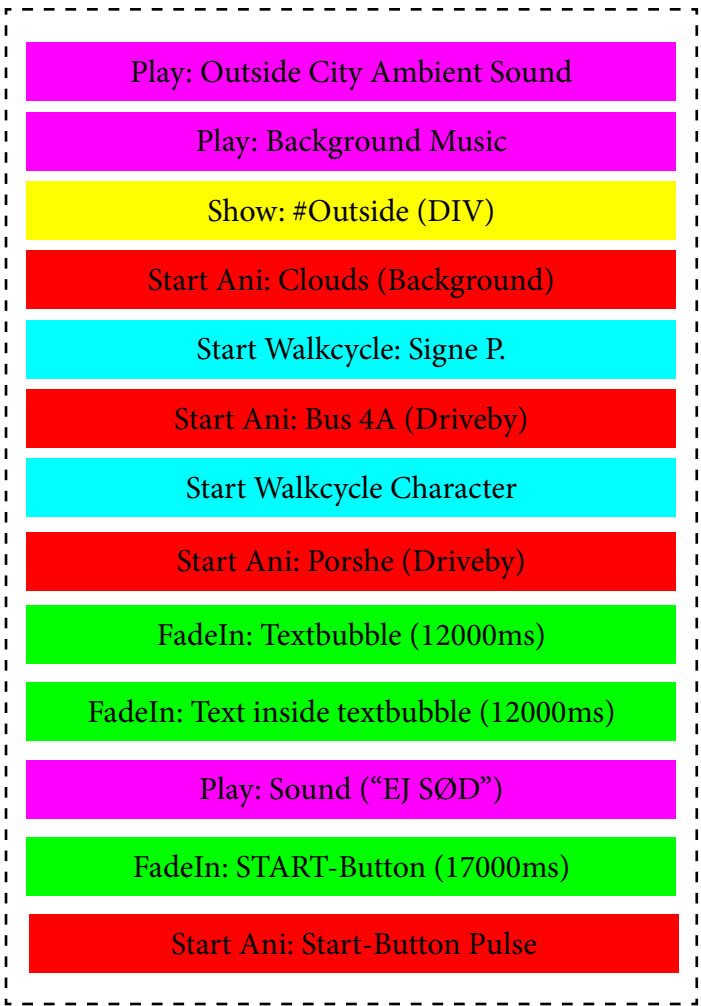 Play: Outside City Ambient Sound
Play: Background Music
Show: #Outside (DIV)
Start Ani: Clouds (Background)
Start Walkcycle: Signe P.
Start Ani: Bus 4A (Driveby)
Start Walkcycle Character
Start Ani: Porshe (Driveby)
FadeIn: Textbubble (12000ms)
FadeIn: Text inside textbubble (12000ms)
Play: Sound (“EJ SØD”)
FadeIn: START-Button (17000ms)
Start Ani: Start-Button Pulse